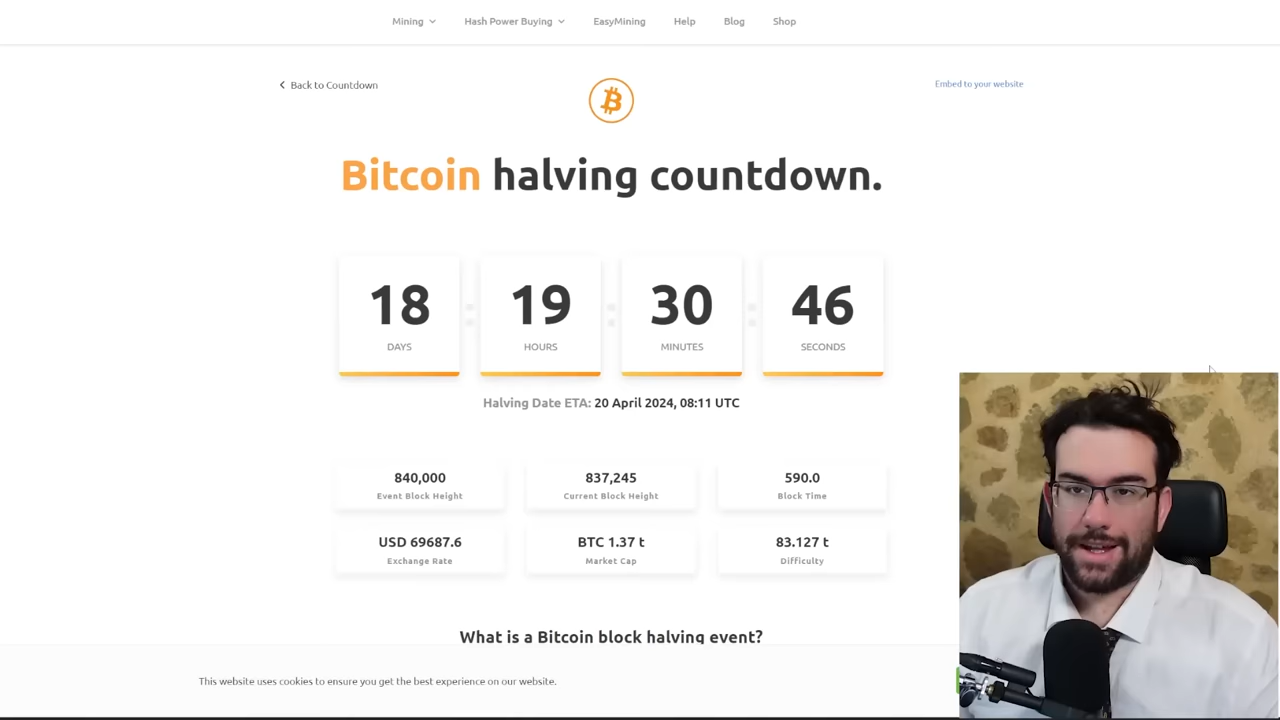 Mining Hash Power Buying EasyMining Help Blog Shop
Back to Countdown
Embed to your website
Bitcoin halving countdown.
18 : 19 : 30 : 46
DAYS HOURS MINUTES SECONDS
Halving Date ETA: 20 April 2024, 08:11 UTC
840,000 837,245 590.0
Event Block Height Current Block Height Block Time
USD 69687.6 BTC 1.37 t 83.127 t
Exchange Rate Market Cap Difficulty
What is a Bitcoin block halving event?
This website uses cookies to ensure you get the best experience on our website.